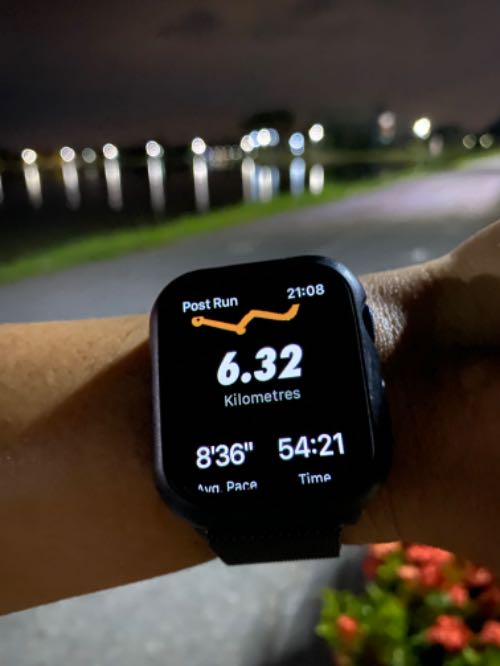 Post Run 21:08
6.32
Kilometres
8'36" 54:21
Avg. Pace Time